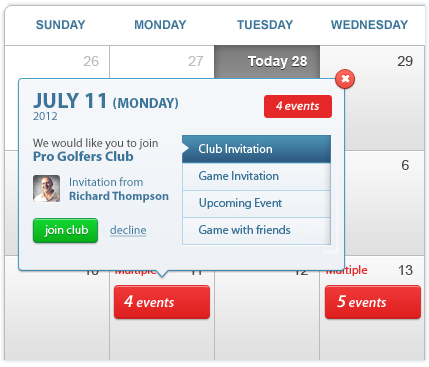 SUNDAY MONDAY TUESDAY WEDNESDAY
26 27 Today 28 29
JULY 11 (MONDAY)
2012
4 events
We would like you to join
Pro Golfers Club
Invitation from
Richard Thompson
join club decline
Club Invitation
Game Invitation
Upcoming Event
Game with friends
6
10 Multiple 11 12 Multiple 13
4 events 5 events